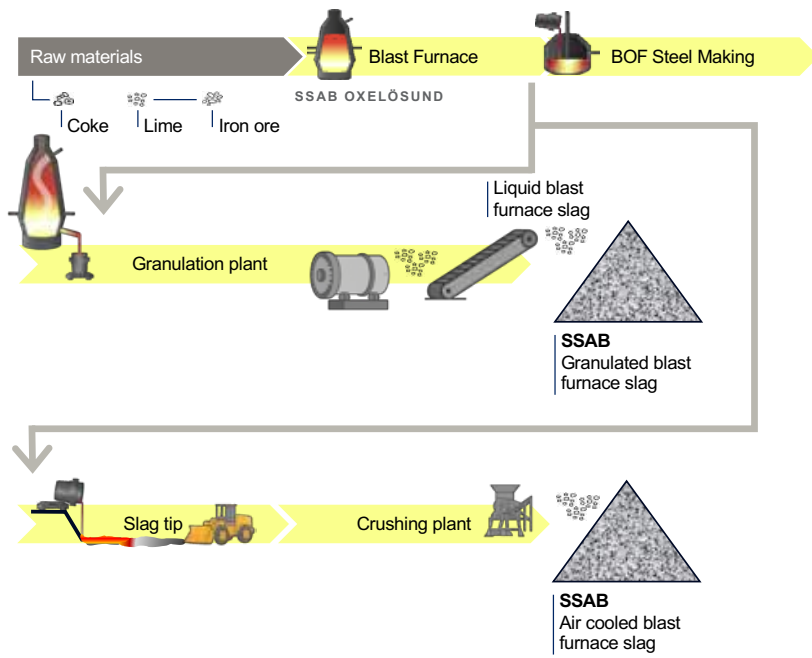 Raw materials
Blast Furnace
BOF Steel Making
SSAB OXELÖSUND
Coke
Lime
Iron ore
Liquid blast
furnace slag
Granulation plant
SSAB
Granulated blast
furnace slag
Slag tip
Crushing plant
SSAB
Air cooled blast
furnace slag